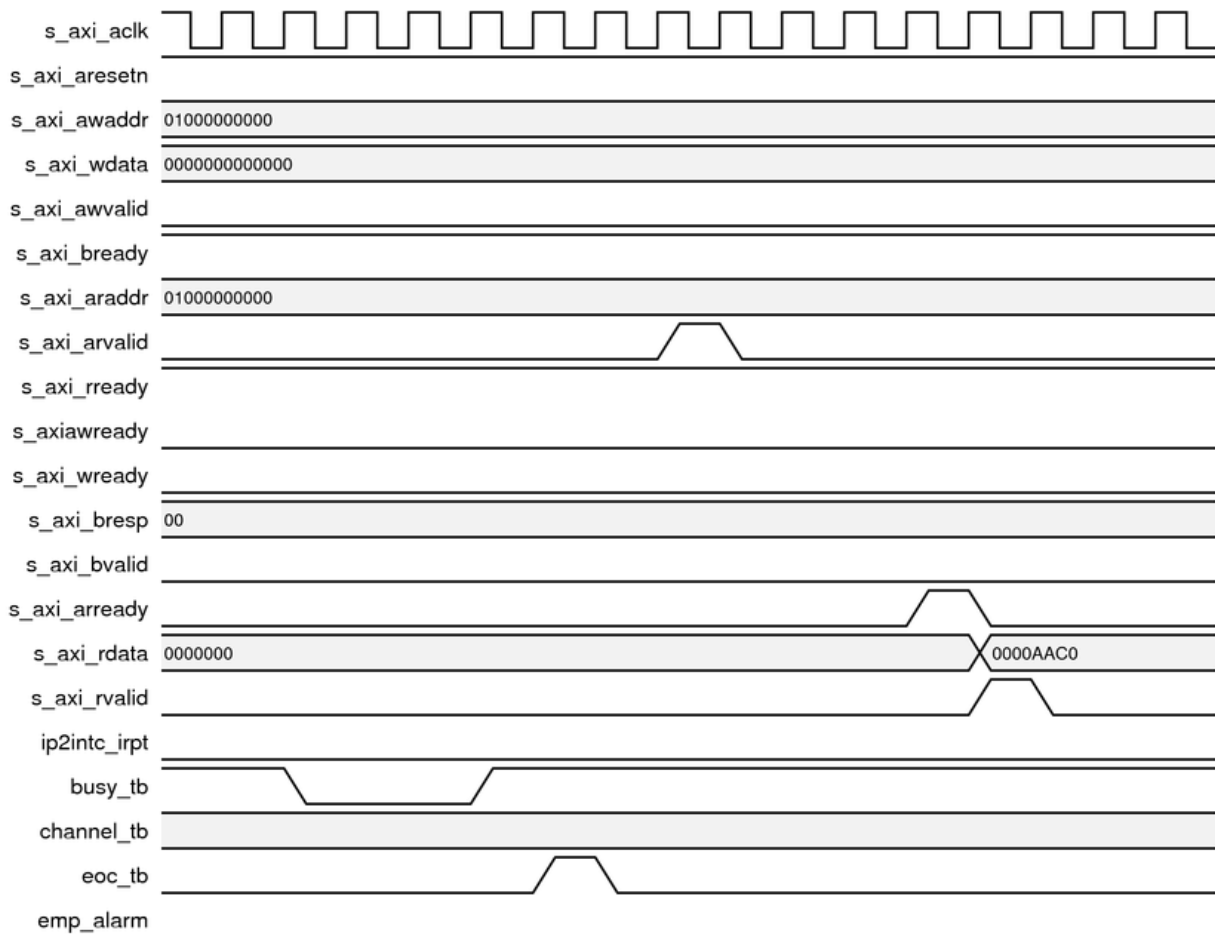 s_axi_aclk
s_axi_aresetn
s_axi_awaddr 01000000000
s_axi_wdata 0000000000000
s_axi_awvalid
s_axi_bready
s_axi_araddr 01000000000
s_axi_arvalid
s_axi_rready
s_axiawready
s_axi_wready
s_axi_bresp 00
s_axi_bvalid
s_axi_arready
s_axi_rdata 0000000 0000AAC0
s_axi_rvalid
ip2intc_irpt
busy_tb
channel_tb
eoc_tb
emp_alarm